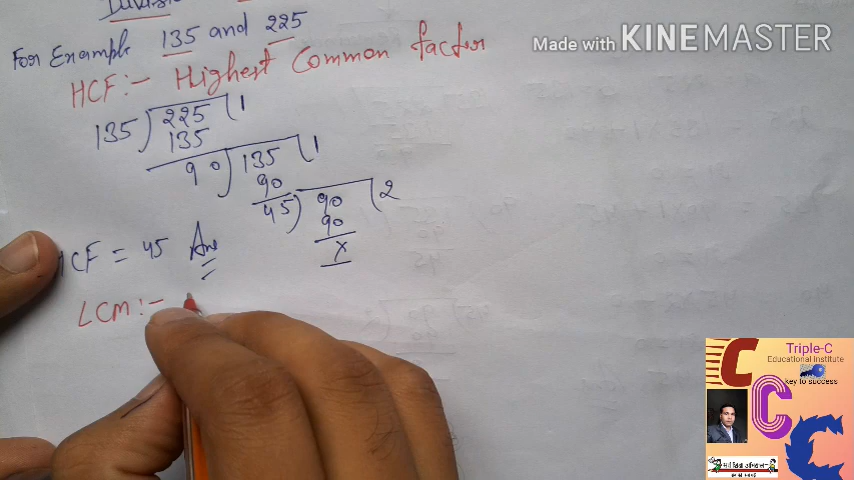 For Example 135 and 225
HCF:- Highest Common factor
135) 225 (1
135
90) 135 (1
90
45) 90 (2
90
x
HCF = 45 Ans
LCM:-
Made with KINEMASTER
Triple-C
Educational Institute
key to success
C
C
C